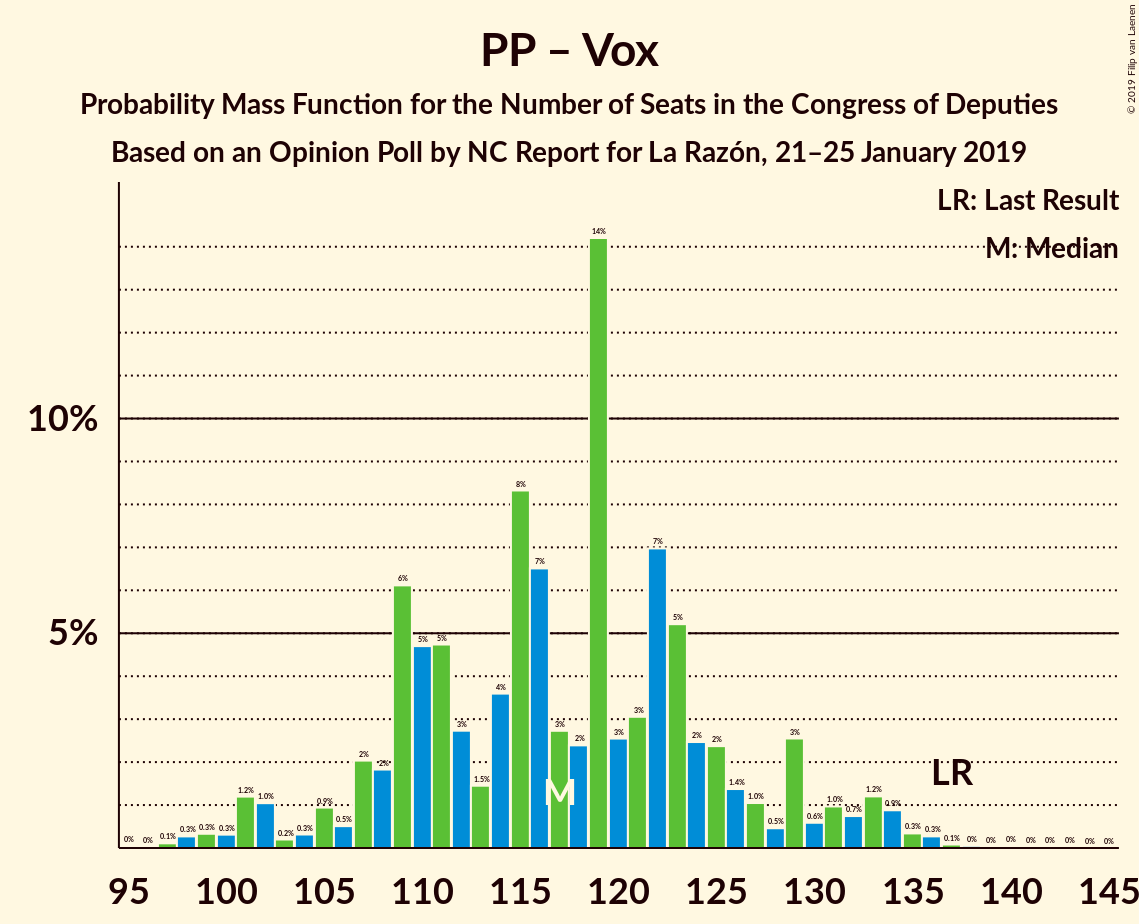 PP – Vox
Probability Mass Function for the Number of Seats in the Congress of Deputies
Based on an Opinion Poll by NC Report for La Razón, 21–25 January 2019
© 2019 Filip van Laenen
LR: Last Result
M: Median
10%
5%
0% 0% 0.1% 0.3% 0.3% 0.3% 1.2% 1.0% 0.2% 0.3% 0.9% 0.5% 2% 2% 6% 5% 5% 3% 1.5% 4% 8% 7% 3% 2% 14% 3% 3% 7% 5% 2% 2% 1.4% 1.0% 0.5% 3% 0.6% 1.0% 0.7% 1.2% 0.9% 0.3% 0.3% 0.1% 0% 0% 0% 0% 0% 0% 0% 0%
M
LR
95 100 105 110 115 120 125 130 135 140 145